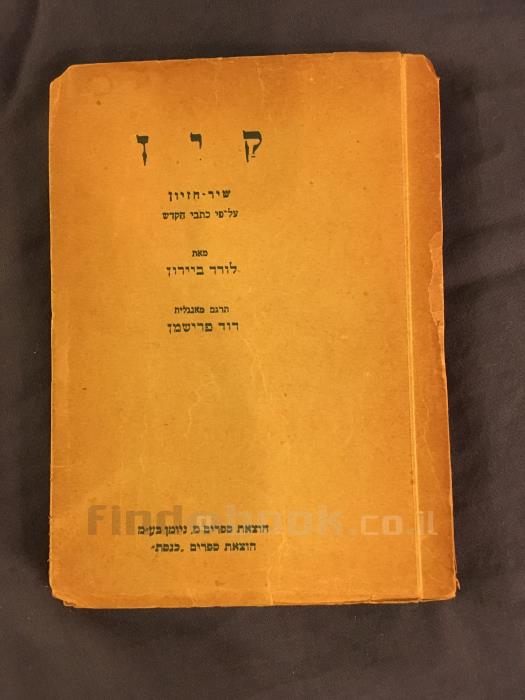 קַ י ן
שיר-חזיון
על־פי כתבי הקדש
מאת
לורד ביירון
תרגם מאנגלית
דוד פרישמן
הוצאת ספרים מ. ניומן בע״מ
הוצאת ספרים „כנסת״
findabook.co.il